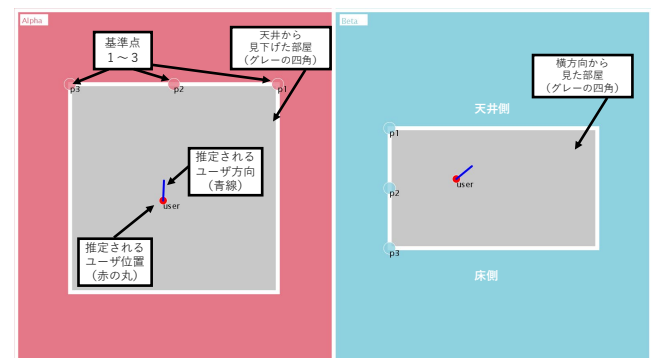 Alpha
基準点
1～3
天井から
見下げた部屋
(グレーの四角)
p3
p2
p1
推定される
ユーザ方向
(青線)
user
推定される
ユーザ位置
(赤の丸)
Beta
横方向から
見た部屋
(グレーの四角)
天井側
p1
p2
user
p3
床側